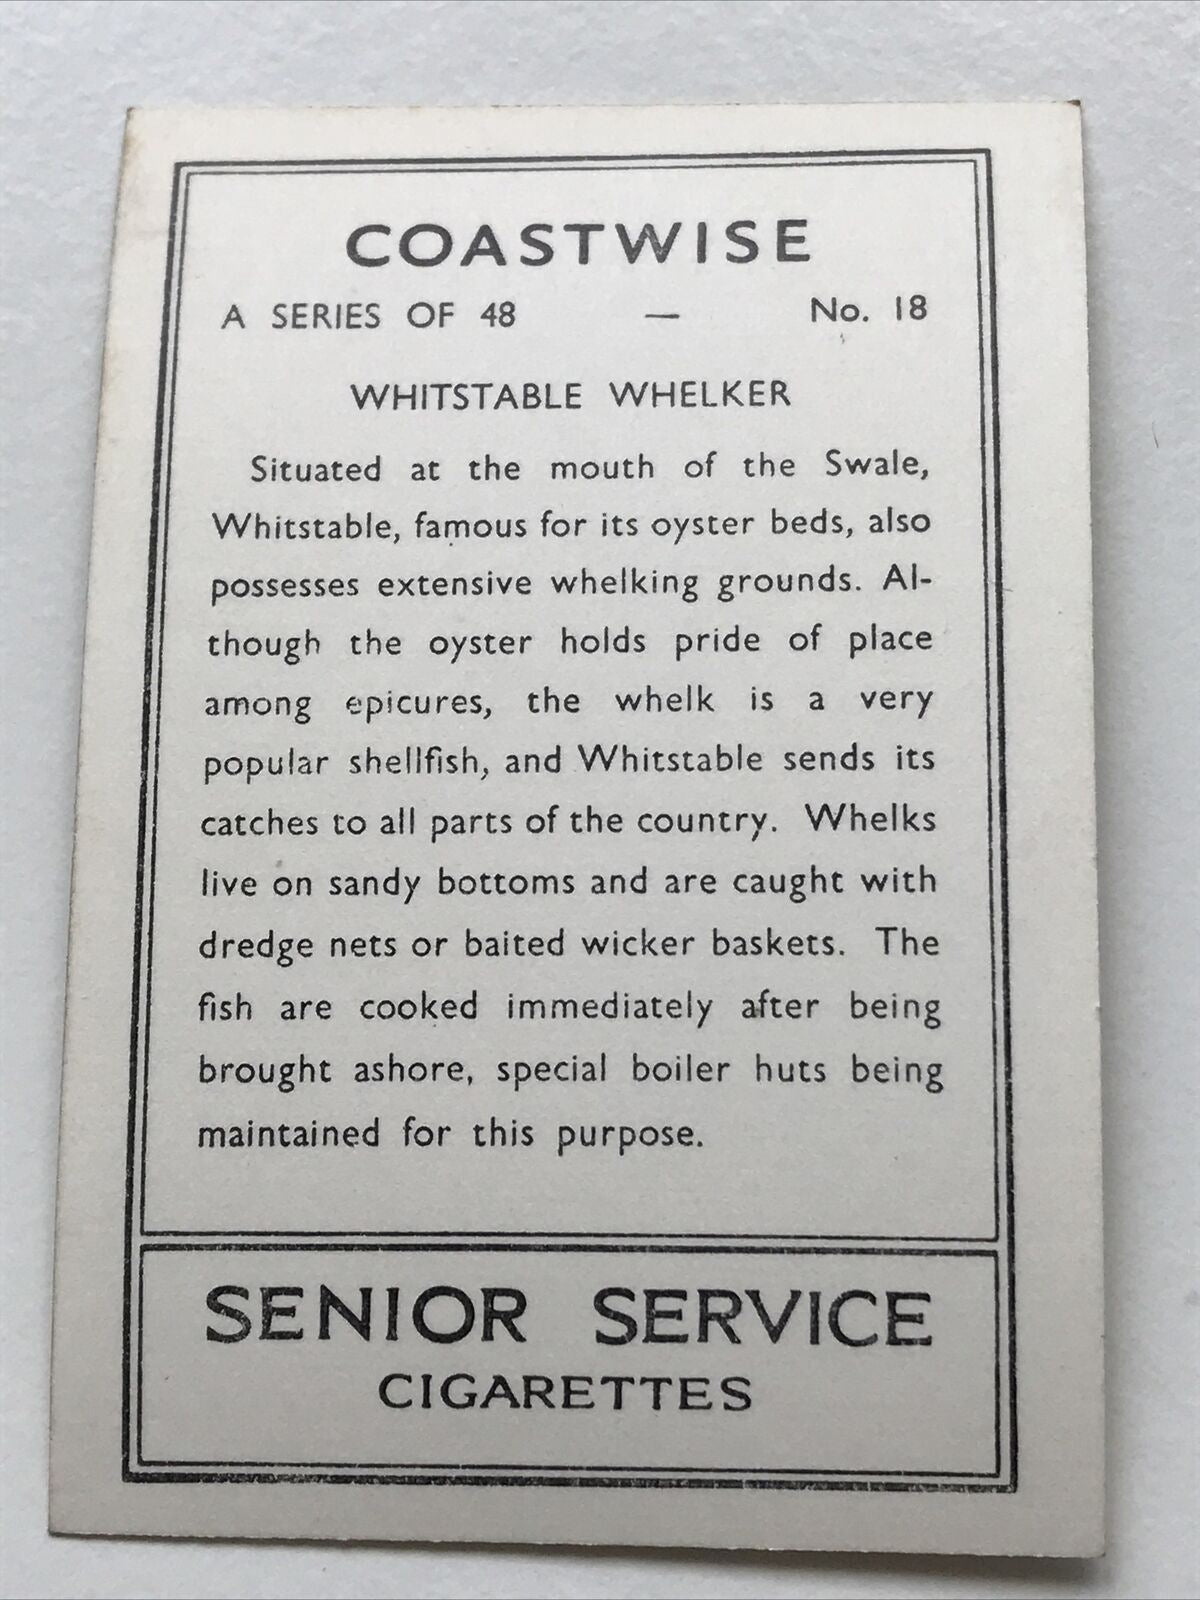 COASTWISE
A SERIES OF 48 — No. 18
WHITSTABLE WHELKER
Situated at the mouth of the Swale,
Whitstable, famous for its oyster beds, also
possesses extensive whelking grounds. Al-
though the oyster holds pride of place
among epicures, the whelk is a very
popular shellfish, and Whitstable sends its
catches to all parts of the country. Whelks
live on sandy bottoms and are caught with
dredge nets or baited wicker baskets. The
fish are cooked immediately after being
brought ashore, special boiler huts being
maintained for this purpose.
SENIOR SERVICE
CIGARETTES